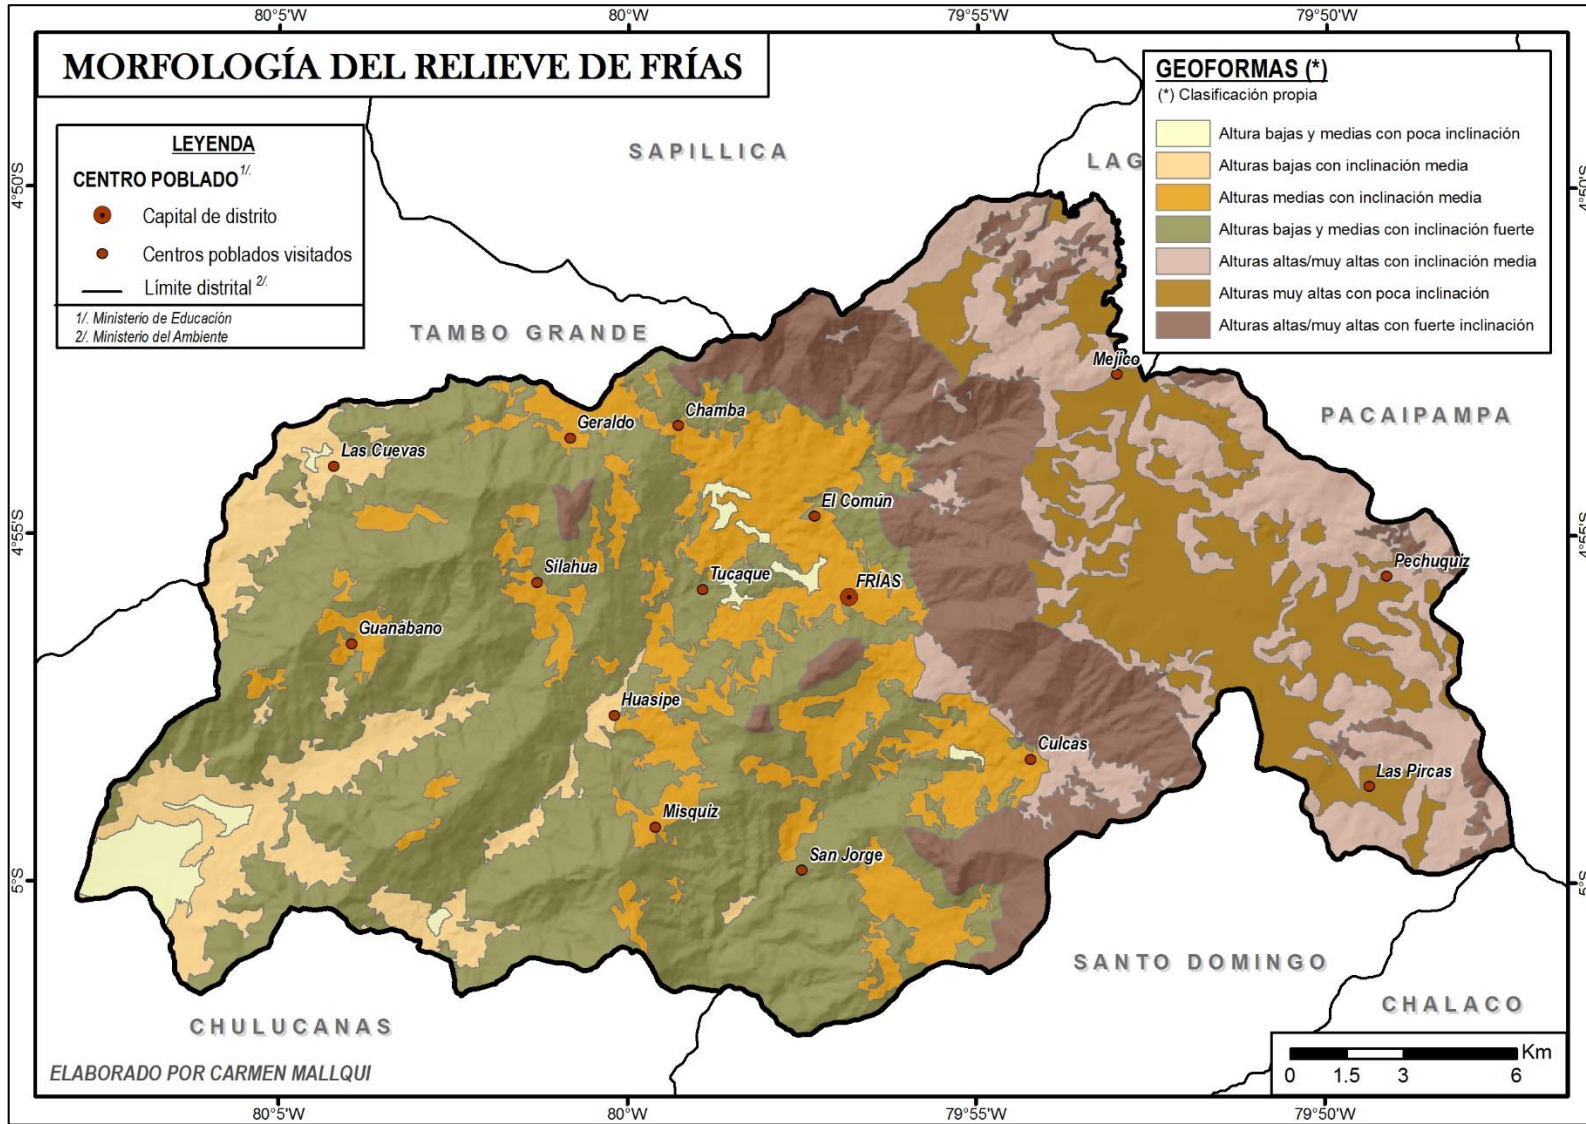 80°5'W
80°W
79°55'W
79°50'W
MORFOLOGÍA DEL RELIEVE DE FRÍAS
LEYENDA
CENTRO POBLADO 1/.
Capital de distrito
Centros poblados visitados
Límite distrital 2/.
1/. Ministerio de Educación
2/. Ministerio del Ambiente
GEOFORMAS (*)
(*) Clasificación propia
Altura bajas y medias con poca inclinación
Alturas bajas con inclinación media
Alturas medias con inclinación media
Alturas bajas y medias con inclinación fuerte
Alturas altas/muy altas con inclinación media
Alturas muy altas con poca inclinación
Alturas altas/muy altas con fuerte inclinación
4°50'S
4°50'S
SAPILLICA
LAG
TAMBO GRANDE
PACAIPAMPA
Mejico
Chamba
Geraldo
Las Cuevas
El Común
4°55'S
4°55'S
Pechuquiz
Silahua
Tucaque
FRÍAS
Guanábano
Huasipe
Culcas
Las Pircas
Misquiz
San Jorge
5°S
5°S
SANTO DOMINGO
CHALACO
CHULUCANAS
ELABORADO POR CARMEN MALLQUI
Km
0 1.5 3 6
80°5'W
80°W
79°55'W
79°50'W